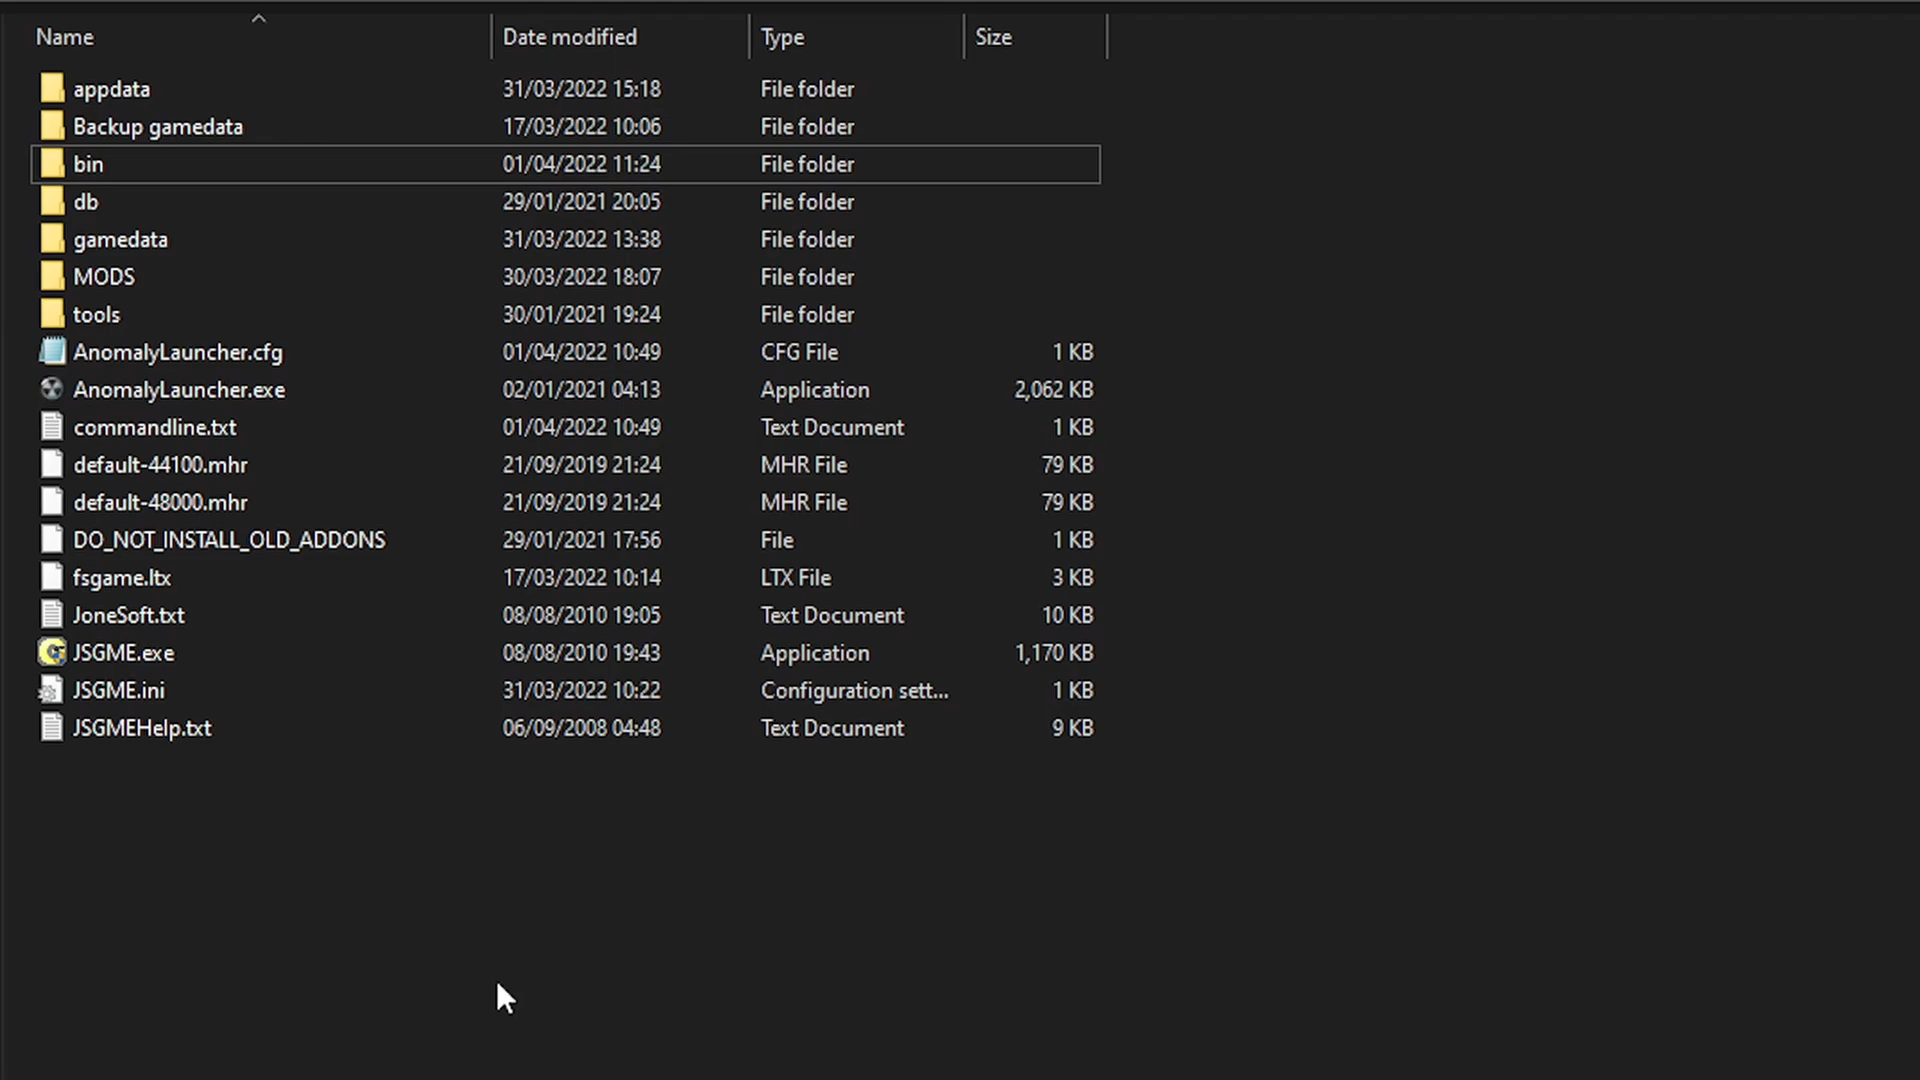 Name Date modified Type Size
appdata 31/03/2022 15:18 File folder
Backup gamedata 17/03/2022 10:06 File folder
bin 01/04/2022 11:24 File folder
db 29/01/2021 20:05 File folder
gamedata 31/03/2022 13:38 File folder
MODS 30/03/2022 18:07 File folder
tools 30/01/2021 19:24 File folder
AnomalyLauncher.cfg 01/04/2022 10:49 CFG File 1 KB
AnomalyLauncher.exe 02/01/2021 04:13 Application 2,062 KB
commandline.txt 01/04/2022 10:49 Text Document 1 KB
default-44100.mhr 21/09/2019 21:24 MHR File 79 KB
default-48000.mhr 21/09/2019 21:24 MHR File 79 KB
DO_NOT_INSTALL_OLD_ADDONS 29/01/2021 17:56 File 1 KB
fsgame.ltx 17/03/2022 10:14 LTX File 3 KB
JoneSoft.txt 08/08/2010 19:05 Text Document 10 KB
JSGME.exe 08/08/2010 19:43 Application 1,170 KB
JSGME.ini 31/03/2022 10:22 Configuration sett... 1 KB
JSGMEHelp.txt 06/09/2008 04:48 Text Document 9 KB